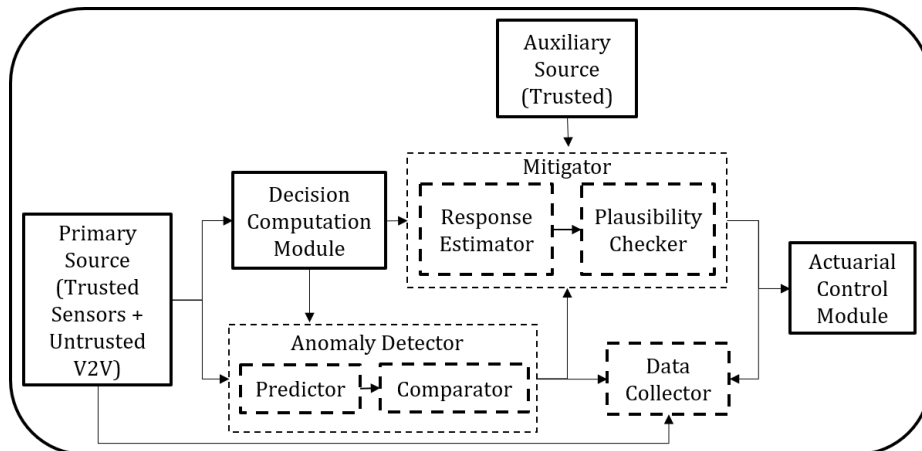 Auxiliary
Source
(Trusted)
Mitigator
Decision
Computation
Module
Response
Estimator
Plausibility
Checker
Primary
Source
(Trusted
Sensors +
Untrusted
V2V)
Actuarial
Control
Module
Anomaly Detector
Predictor
Comparator
Data
Collector